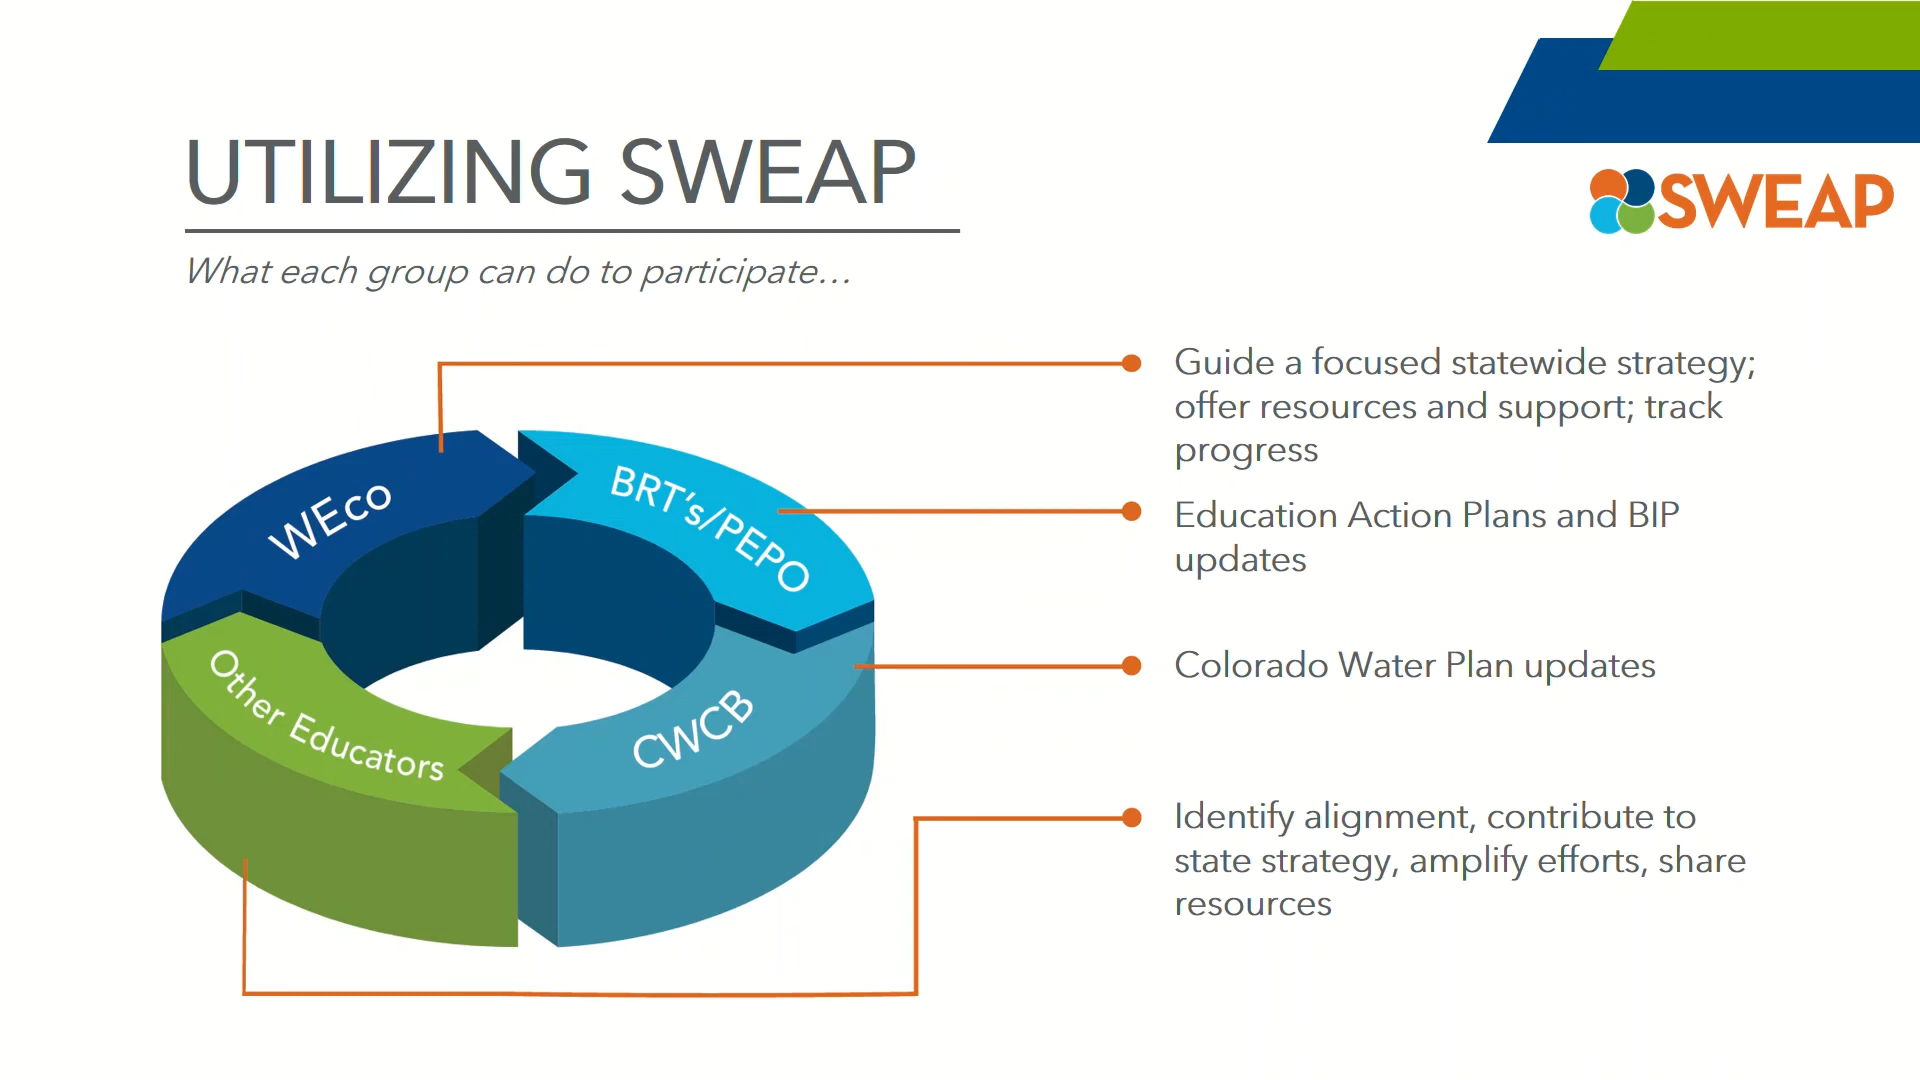 UTILIZING SWEAP
SWEAP
What each group can do to participate...
Guide a focused statewide strategy;
offer resources and support; track
progress
WEco
BRT's/PEPO
Education Action Plans and BIP
updates
Other Educators
CWCB
Colorado Water Plan updates
Identify alignment, contribute to
state strategy, amplify efforts, share
resources